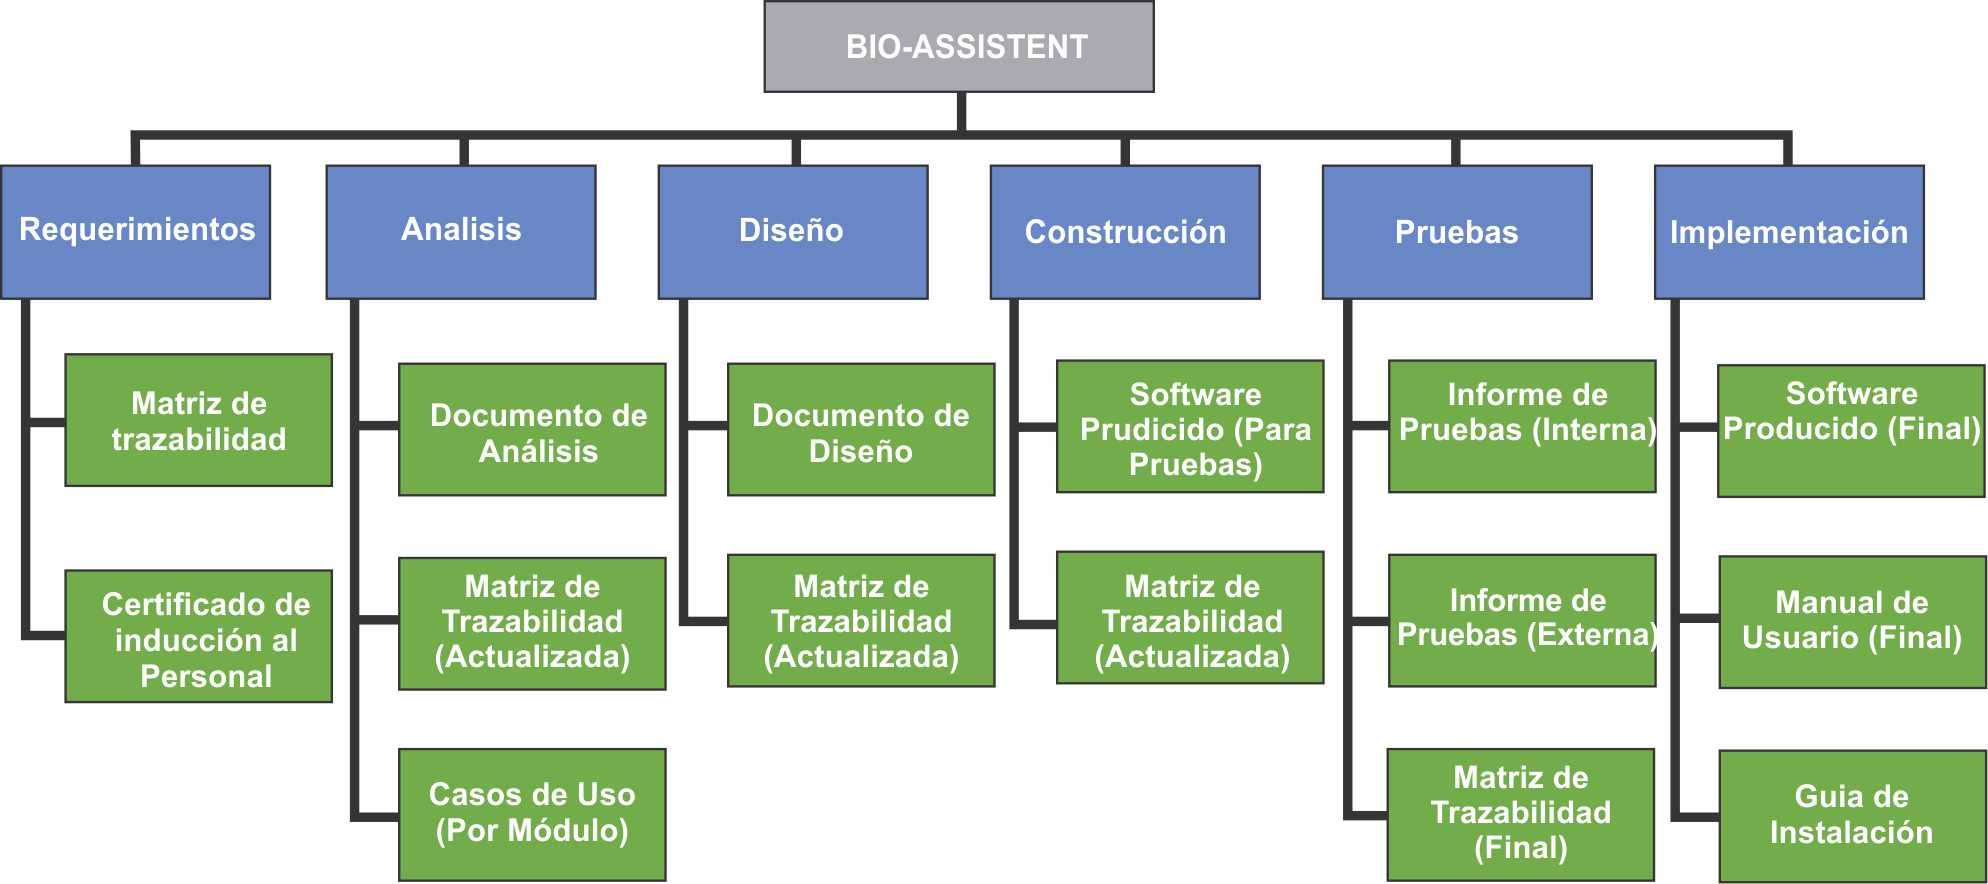 BIO-ASSISTENT
Requerimientos
Analisis
Diseño
Construcción
Pruebas
Implementación
Matriz de
trazabilidad
Certificado de
inducción al
Personal
Documento de
Análisis
Matriz de
Trazabilidad
(Actualizada)
Casos de Uso
(Por Módulo)
Documento de
Diseño
Matriz de
Trazabilidad
(Actualizada)
Software
Prudicido (Para
Pruebas)
Matriz de
Trazabilidad
(Actualizada)
Informe de
Pruebas (Interna)
Informe de
Pruebas (Externa)
Matriz de
Trazabilidad
(Final)
Software
Producido (Final)
Manual de
Usuario (Final)
Guia de
Instalación